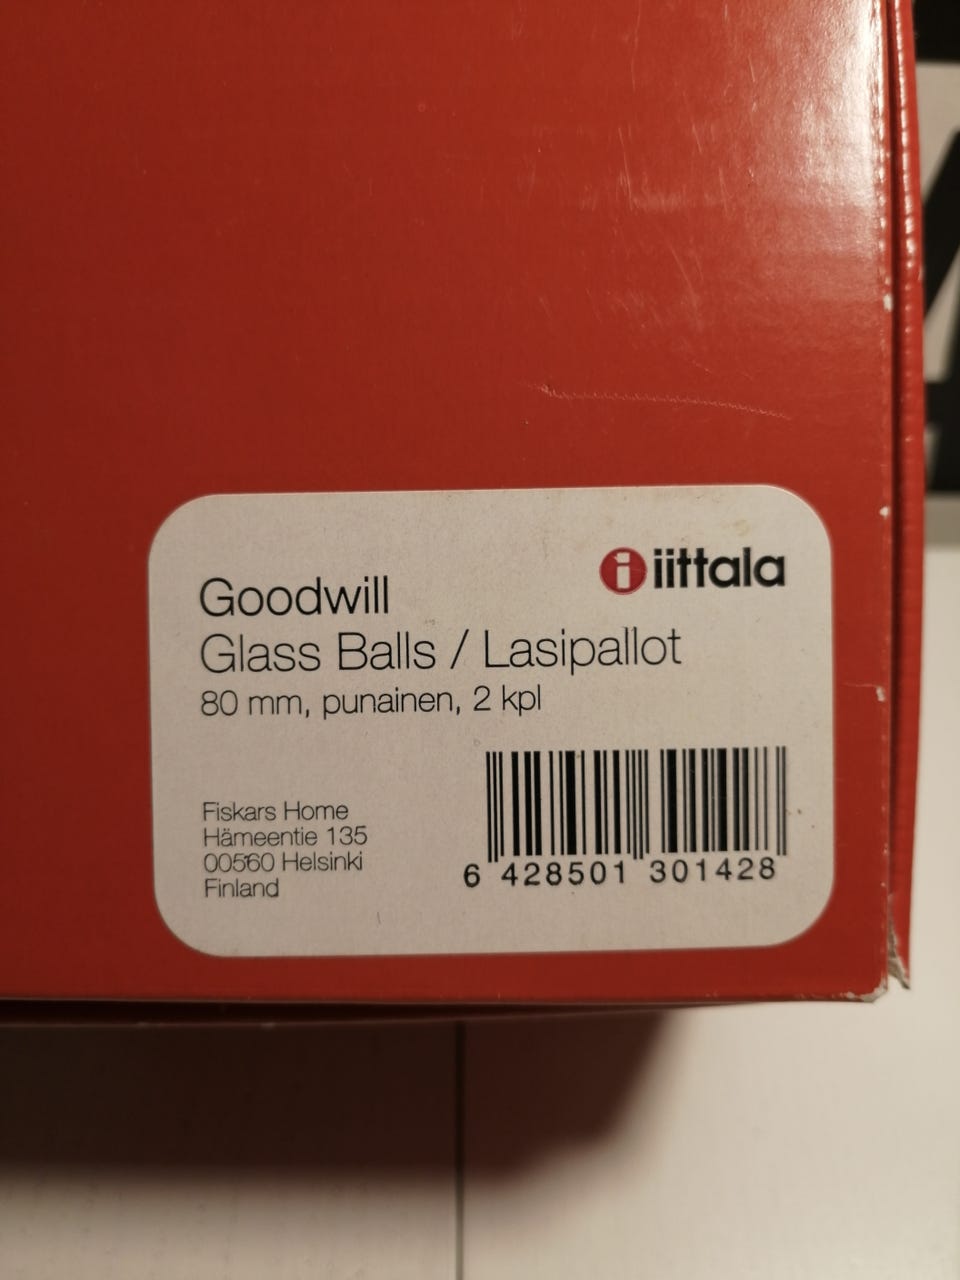 iittala
Goodwill
Glass Balls / Lasipallot
80 mm, punainen, 2 kpl
Fiskars Home
Hämeentie 135
00560 Helsinki
Finland
6 428501 301428